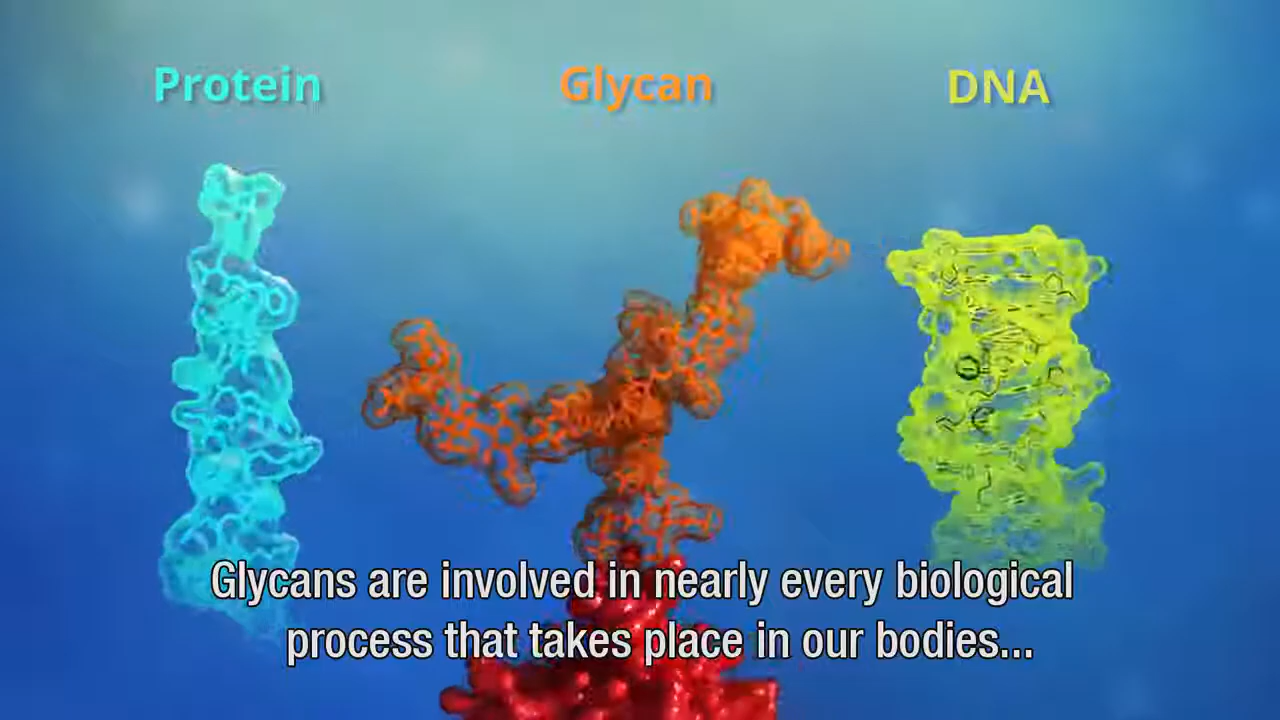 Protein
Glycan
DNA
Glycans are involved in nearly every biological
process that takes place in our bodies...